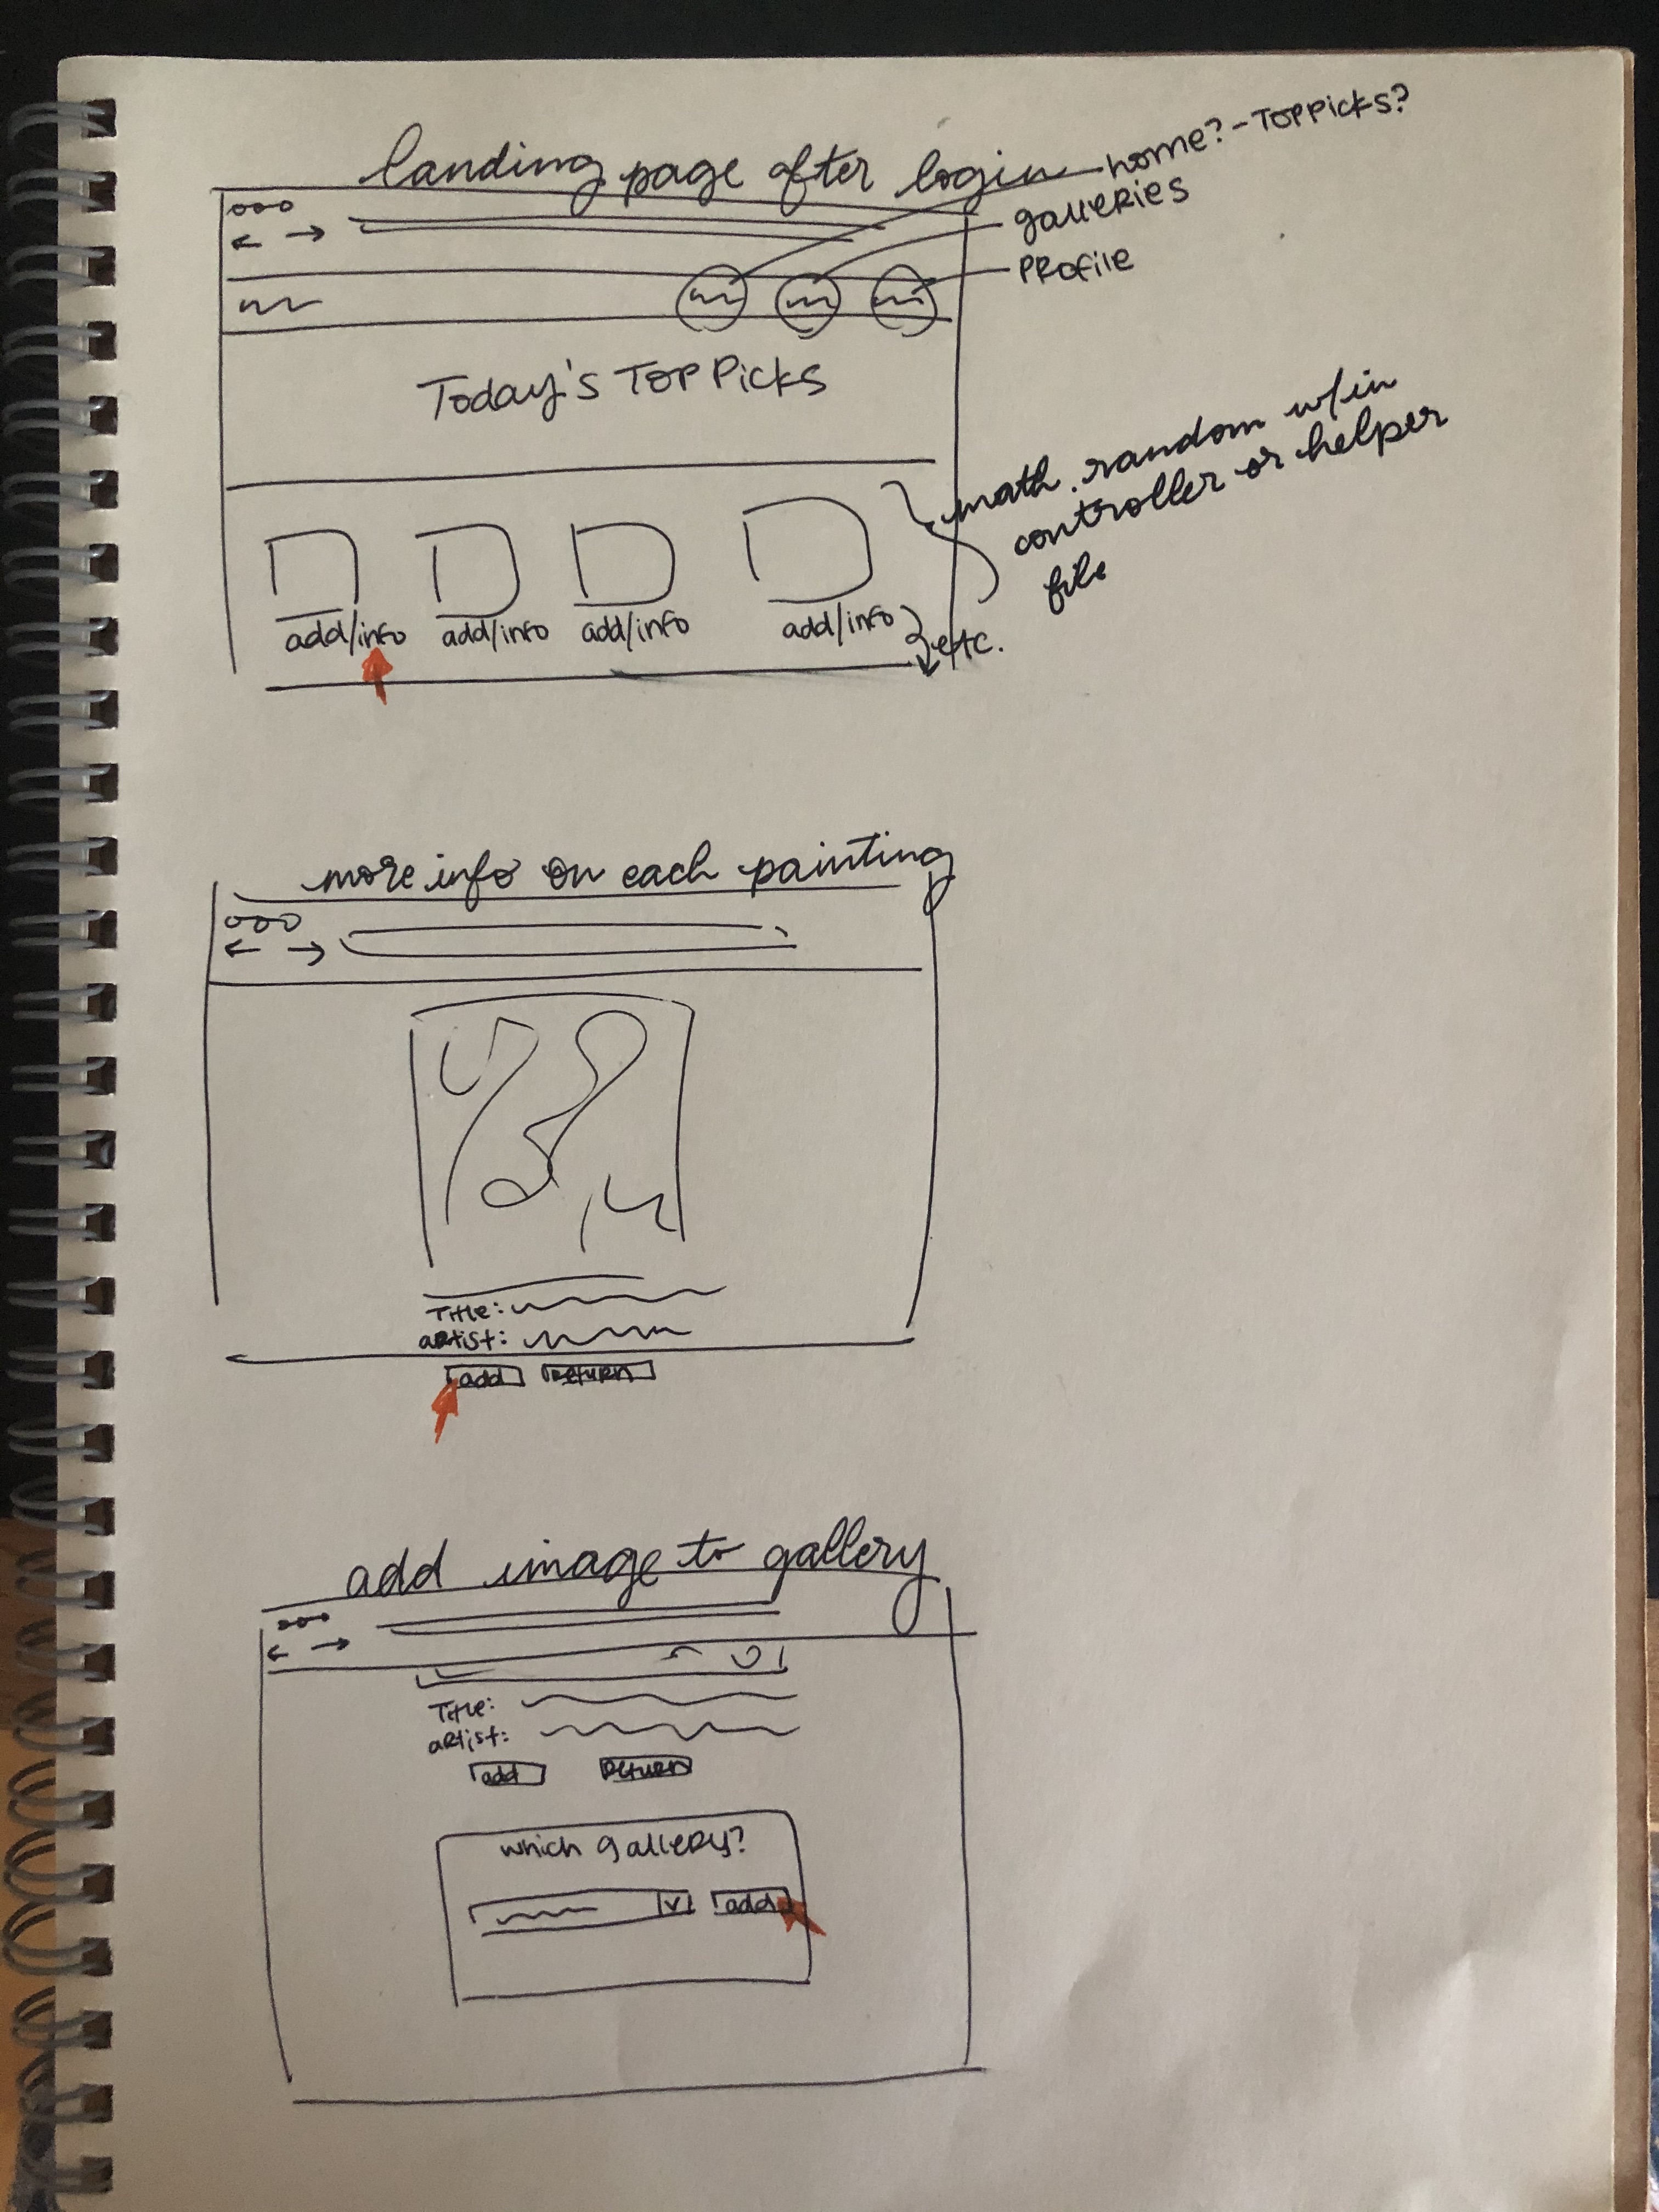 landing page after login
home? - TOP PICKS?
galleries
PROFile
Today's TOP PICKS
math.random w/in
controller or helper
file
add/info add/info add/info add/info
etc.
more info on each painting
Title:
artist:
add return
add image to gallery
Title:
artist:
add return
which gallery?
add